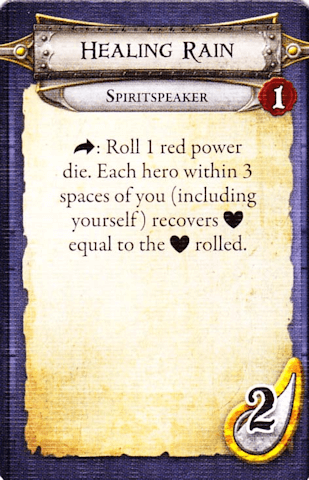 Healing Rain
Spiritspeaker
1
: Roll 1 red power
die. Each hero within 3
spaces of you (including
yourself) recovers ♥
equal to the ♥ rolled.
2